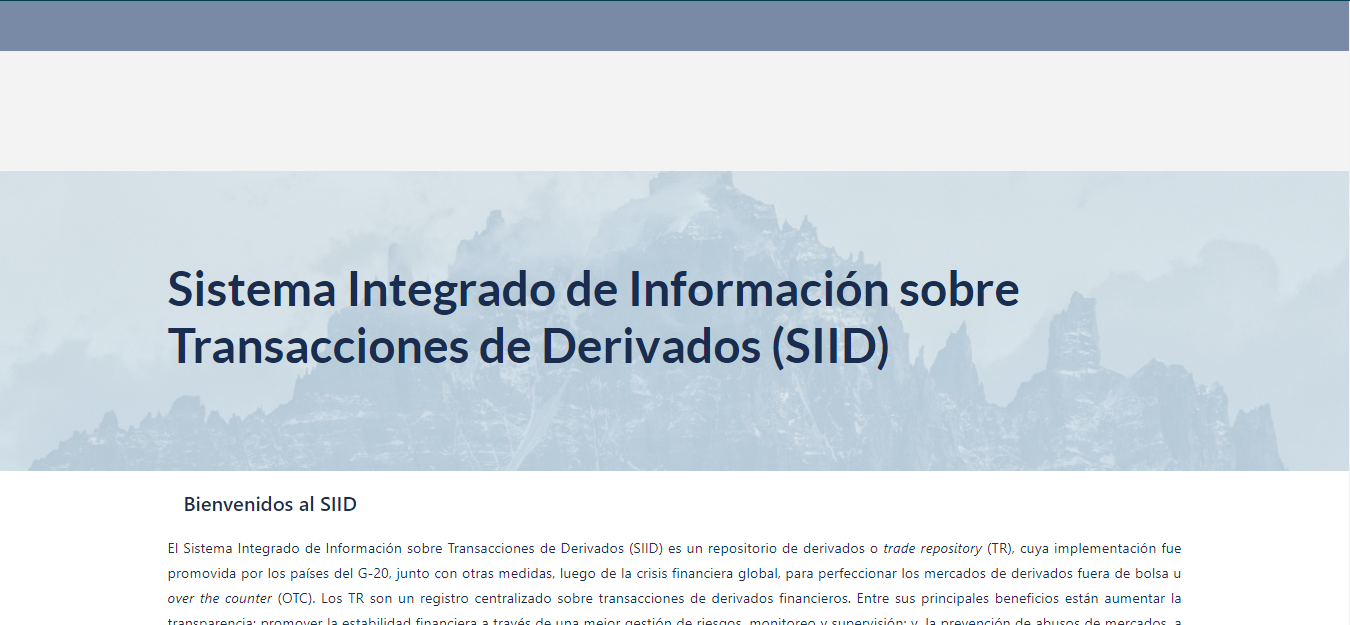 Sistema Integrado de Información sobre
Transacciones de Derivados (SIID)
Bienvenidos al SIID
El Sistema Integrado de Información sobre Transacciones de Derivados (SIID) es un repositorio de derivados o trade repository (TR), cuya implementación fue
promovida por los países del G-20, junto con otras medidas, luego de la crisis financiera global, para perfeccionar los mercados de derivados fuera de bolsa u
over the counter (OTC). Los TR son un registro centralizado sobre transacciones de derivados financieros. Entre sus principales beneficios están aumentar la
transparencia; promover la estabilidad financiera a través de una mejor gestión de riesgos, monitoreo y supervisión; y, la prevención de abusos de mercados, a